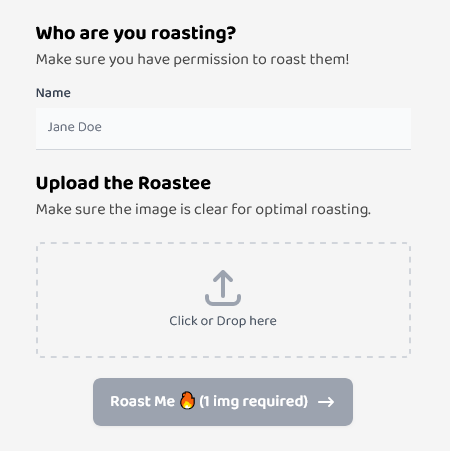 Who are you roasting?
Make sure you have permission to roast them!
Name
Jane Doe
Upload the Roastee
Make sure the image is clear for optimal roasting.
Click or Drop here
Roast Me 🔥 (1 img required) →